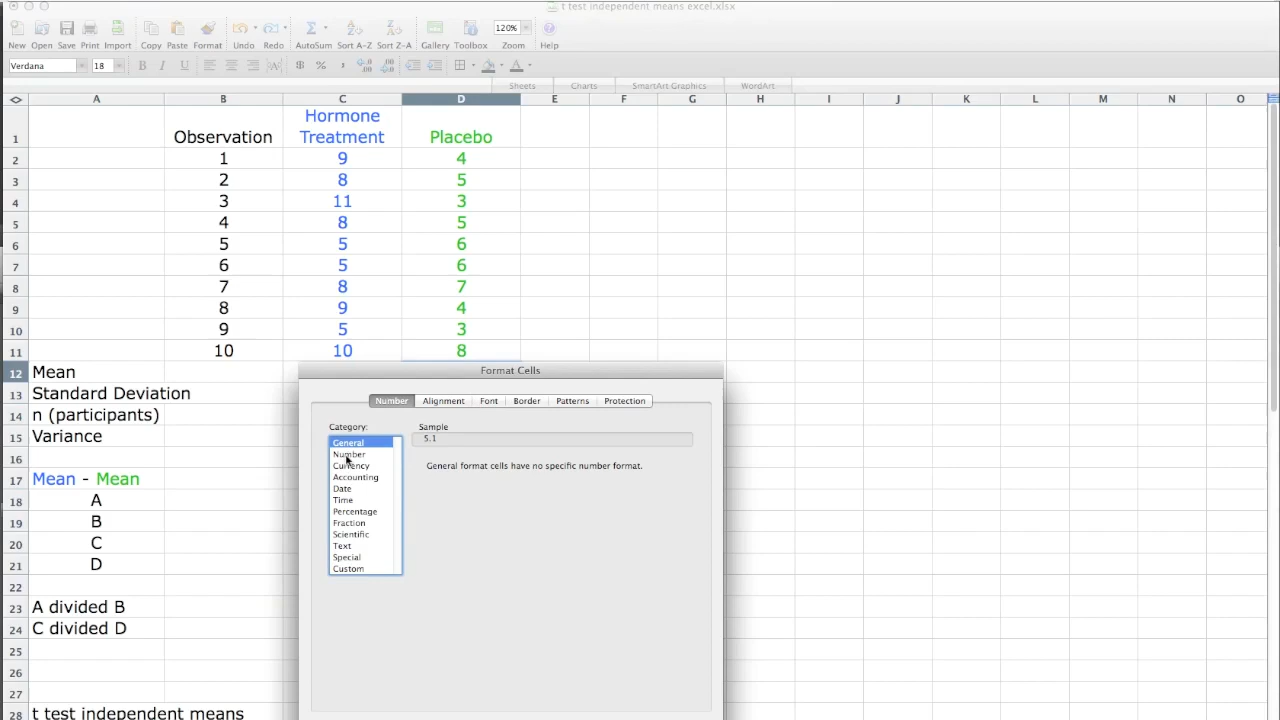 t test independent means excel.xlsx
New Open Save Print Import Copy Paste Format Undo Redo AutoSum Sort A-Z Sort Z-A Gallery Toolbox 120% Zoom Help
Verdana 18 B I U $ %
Sheets Charts SmartArt Graphics WordArt
A B C D E F G H I J K L M N O
Hormone
1 Observation Treatment Placebo
2 1 9 4
3 2 8 5
4 3 11 3
5 4 8 5
6 5 5 6
7 6 5 6
8 7 8 7
9 8 9 4
10 9 5 3
11 10 10 8
12 Mean
13 Standard Deviation
14 n (participants)
15 Variance
16
17 Mean - Mean
18 A
19 B
20 C
21 D
22
23 A divided B
24 C divided D
25
26
27
28 t test independent means
Format Cells
Number Alignment Font Border Patterns Protection
Category: Sample
General 5.1
Number
Currency General format cells have no specific number format.
Accounting
Date
Time
Percentage
Fraction
Scientific
Text
Special
Custom